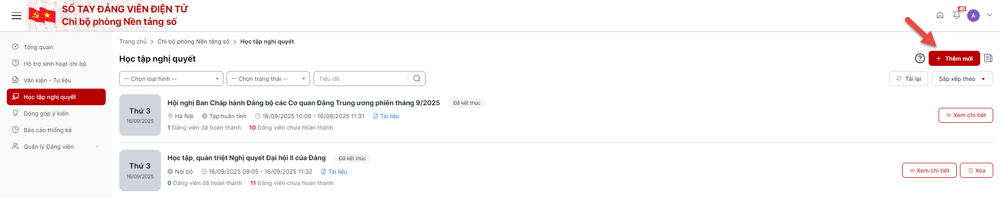 SỔ TAY ĐẢNG VIÊN ĐIỆN TỬ
Chi bộ phòng Nền tảng số
45
A
Tổng quan
Hỗ trợ sinh hoạt chi bộ
Văn kiện - Tư liệu
Học tập nghị quyết
Đóng góp ý kiến
Báo cáo thống kê
Quản lý Đảng viên
Trang chủ > Chi bộ phòng Nền tảng số > Học tập nghị quyết
Học tập nghị quyết
? + Thêm mới
-- Chọn loại hình -- -- Chọn trạng thái -- Tiêu đề
Tải lại Sắp xếp theo
Thứ 3
16/09/2025
Hội nghị Ban Chấp hành Đảng bộ các Cơ quan Đảng Trung ương phiên tháng 9/2025 Đã kết thúc
Hà Nội Tập huấn tỉnh 16/09/2025 10:06 - 16/09/2025 11:31 Tài liệu
1 Đảng viên đã hoàn thành 10 Đảng viên chưa hoàn thành
Xem chi tiết
Thứ 3
16/09/2025
Học tập, quán triệt Nghị quyết Đại hội II của Đảng Đã kết thúc
Nội bộ 16/09/2025 09:05 - 16/09/2025 11:32 Tài liệu
0 Đảng viên đã hoàn thành 11 Đảng viên chưa hoàn thành
Xem chi tiết Xóa